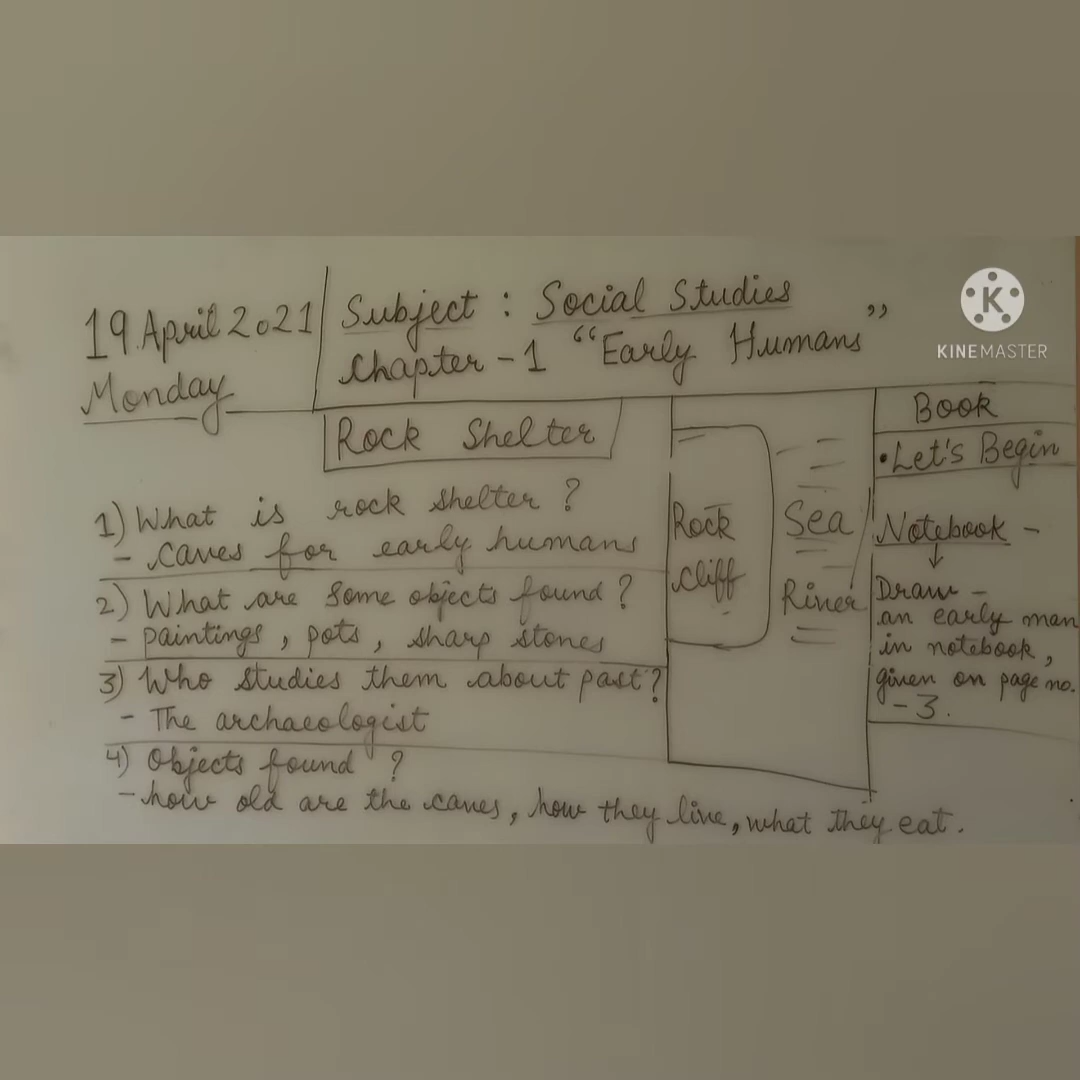 19 April 2021
Monday
Subject : Social Studies
Chapter - 1 "Early Humans"
KINEMASTER
Rock Shelter
1) What is rock shelter ?
- caves for early humans
2) What are some objects found ?
- paintings , pots , sharp stones
3) Who studies them about past ?
- The archaeologist
4) Objects found ?
- how old are the caves, how they live, what they eat.
Rock
cliff
Sea
River
Book
• Let's Begin
Notebook -
Draw -
an early man
in notebook,
given on page no.
- 3.